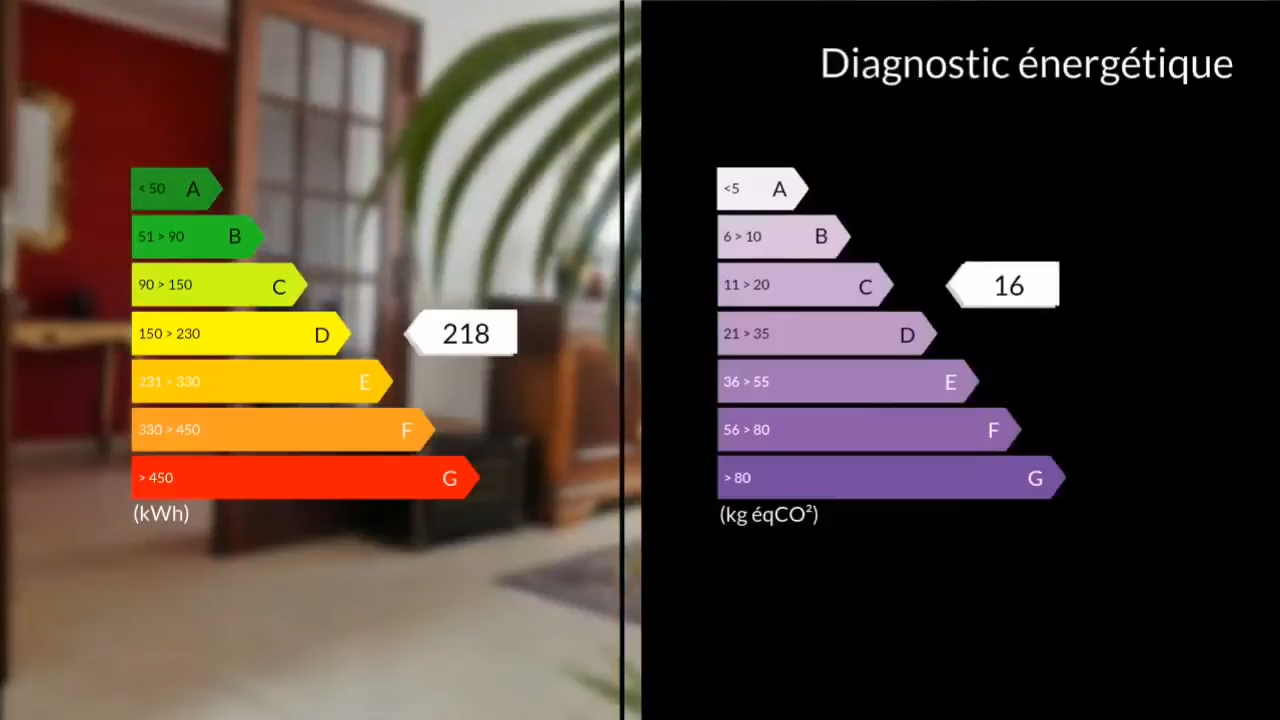 Diagnostic énergétique
< 50 A
51 > 90 B
90 > 150 C
150 > 230 D
218
231 > 330 E
330 > 450 F
> 450 G
(kWh)
<5 A
6 > 10 B
11 > 20 C
16
21 > 35 D
36 > 55 E
56 > 80 F
> 80 G
(kg éqCO²)